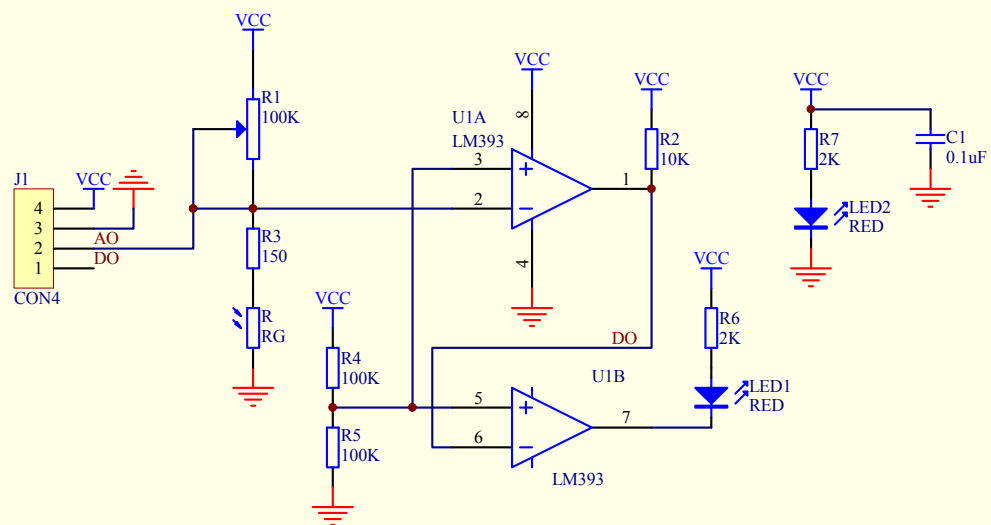 VCC
R1
100K
J1
VCC
4
3
2
1
AO
DO
CON4
R3
150
R
RG
VCC
R4
100K
R5
100K
VCC
U1A
LM393
8
3
2
1
4
VCC
R2
10K
DO
U1B
5
6
7
LM393
VCC
R6
2K
LED1
RED
VCC
R7
2K
C1
0.1uF
LED2
RED